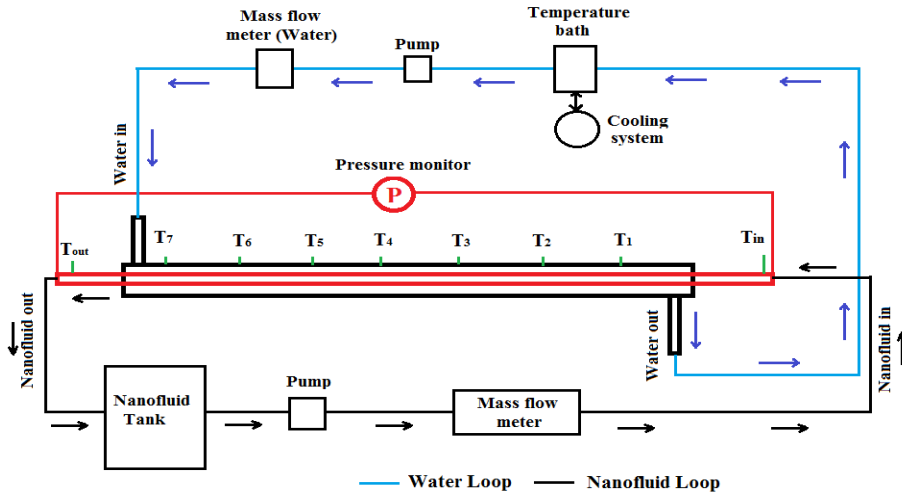 Mass flow
meter (Water)
Pump
Temperature
bath
Cooling
system
Water in
Pressure monitor
P
Tout
T7
T6
T5
T4
T3
T2
T1
Tin
Nanofluid out
Water out
Nanofluid in
Nanofluid
Tank
Pump
Mass flow
meter
Water Loop
Nanofluid Loop